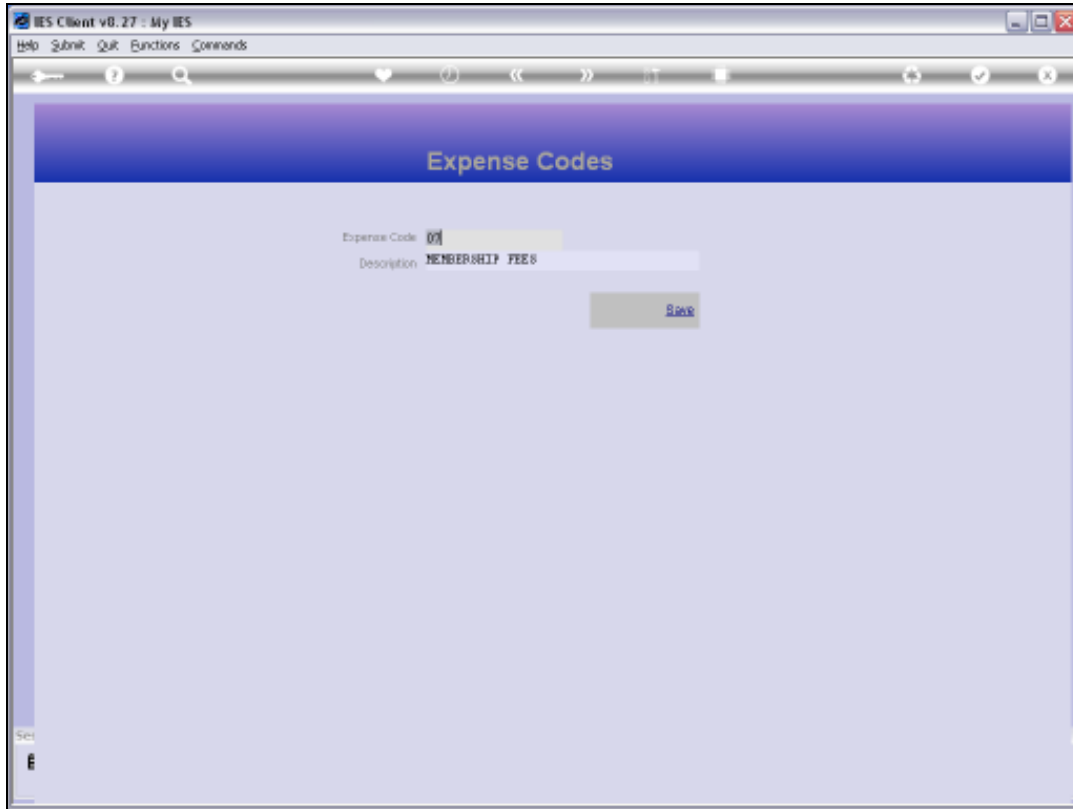 IES Client v8.27 : My IES
Help Submit Quit Functions Commands
Expense Codes
Expense Code 07
Description MEMBERSHIP FEES
Save